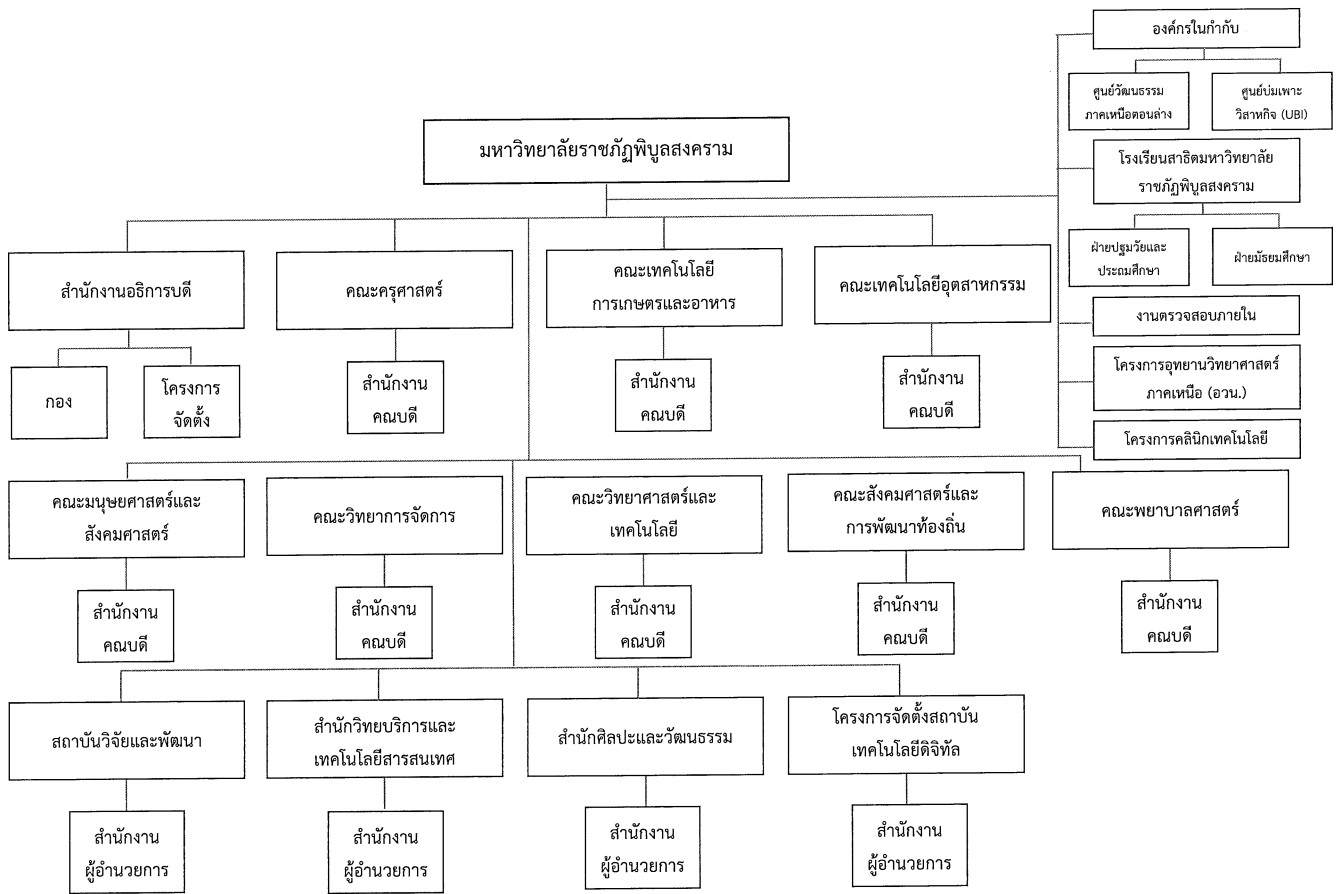 องค์กรในกำกับ
ศูนย์วัฒนธรรม
ภาคเหนือตอนล่าง
ศูนย์บ่มเพาะ
วิสาหกิจ (UBI)
มหาวิทยาลัยราชภัฏพิบูลสงคราม
โรงเรียนสาธิตมหาวิทยาลัย
ราชภัฏพิบูลสงคราม
ฝ่ายปฐมวัยและ
ประถมศึกษา
ฝ่ายมัธยมศึกษา
งานตรวจสอบภายใน
โครงการอุทยานวิทยาศาสตร์
ภาคเหนือ (อวน.)
โครงการคลินิกเทคโนโลยี
สำนักงานอธิการบดี
คณะครุศาสตร์
คณะเทคโนโลยี
การเกษตรและอาหาร
คณะเทคโนโลยีอุตสาหกรรม
กอง
โครงการ
จัดตั้ง
สำนักงาน
คณบดี
สำนักงาน
คณบดี
สำนักงาน
คณบดี
คณะมนุษยศาสตร์และ
สังคมศาสตร์
คณะวิทยาการจัดการ
คณะวิทยาศาสตร์และ
เทคโนโลยี
คณะสังคมศาสตร์และ
การพัฒนาท้องถิ่น
คณะพยาบาลศาสตร์
สำนักงาน
คณบดี
สำนักงาน
คณบดี
สำนักงาน
คณบดี
สำนักงาน
คณบดี
สำนักงาน
คณบดี
สถาบันวิจัยและพัฒนา
สำนักวิทยบริการและ
เทคโนโลยีสารสนเทศ
สำนักศิลปะและวัฒนธรรม
โครงการจัดตั้งสถาบัน
เทคโนโลยีดิจิทัล
สำนักงาน
ผู้อำนวยการ
สำนักงาน
ผู้อำนวยการ
สำนักงาน
ผู้อำนวยการ
สำนักงาน
ผู้อำนวยการ